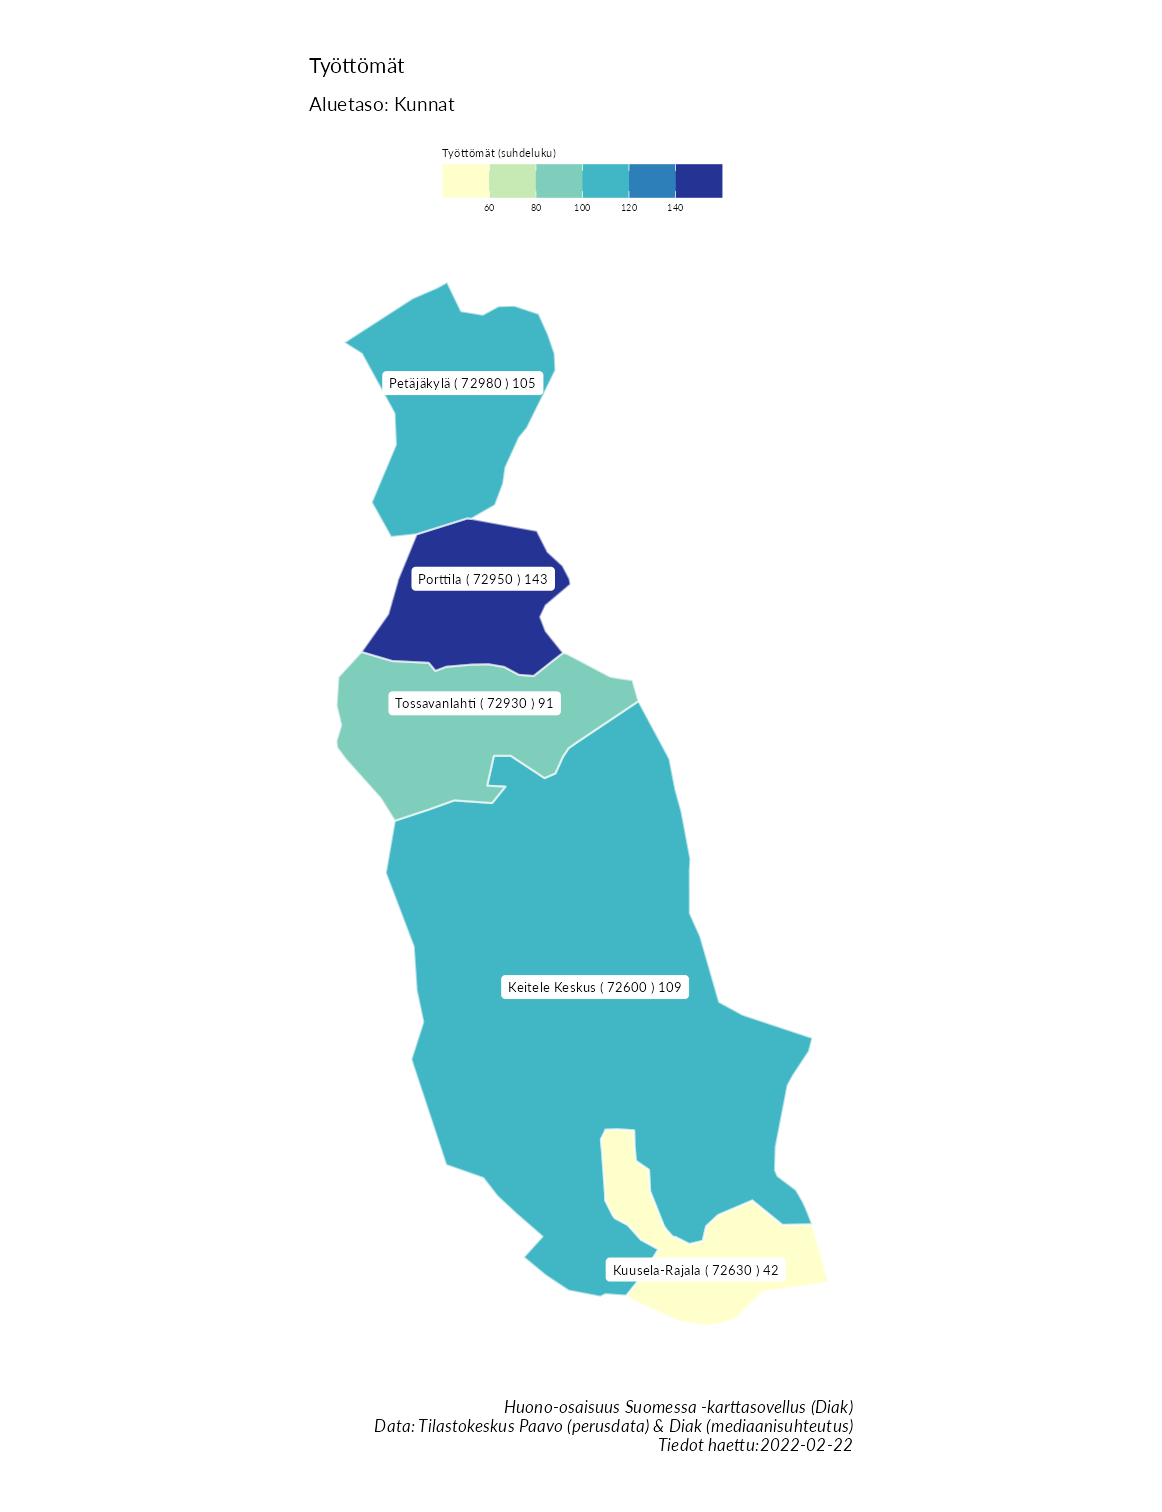 Työttömät
Aluetaso: Kunnat
Työttömät (suhdeluku)
60 80 100 120 140
Petäjäkylä ( 72980 ) 105
Porttila ( 72950 ) 143
Tossavanlahti ( 72930 ) 91
Keitele Keskus ( 72600 ) 109
Kuusela-Rajala ( 72630 ) 42
Huono-osaisuus Suomessa -karttasovellus (Diak)
Data: Tilastokeskus Paavo (perusdata) & Diak (mediaanisuhteutus)
Tiedot haettu:2022-02-22